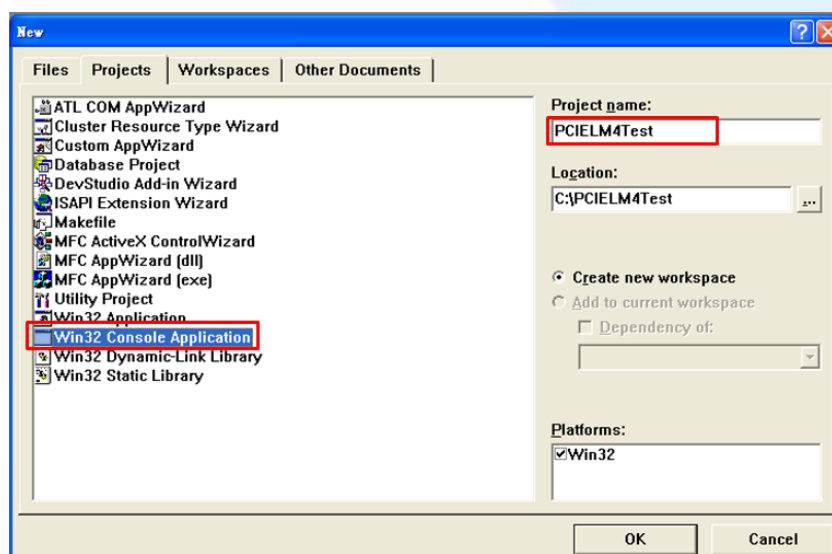 New
Files
Projects
Workspaces
Other Documents
ATL COM AppWizard
Cluster Resource Type Wizard
Custom AppWizard
Database Project
DevStudio Add-in Wizard
ISAPI Extension Wizard
Makefile
MFC ActiveX ControlWizard
MFC AppWizard (dll)
MFC AppWizard (exe)
Utility Project
Win32 Application
Win32 Console Application
Win32 Dynamic-Link Library
Win32 Static Library
Project name:
PCIELM4Test
Location:
C:\PCIELM4Test
...
Create new workspace
Add to current workspace
Dependency of:
Platforms:
Win32
OK
Cancel